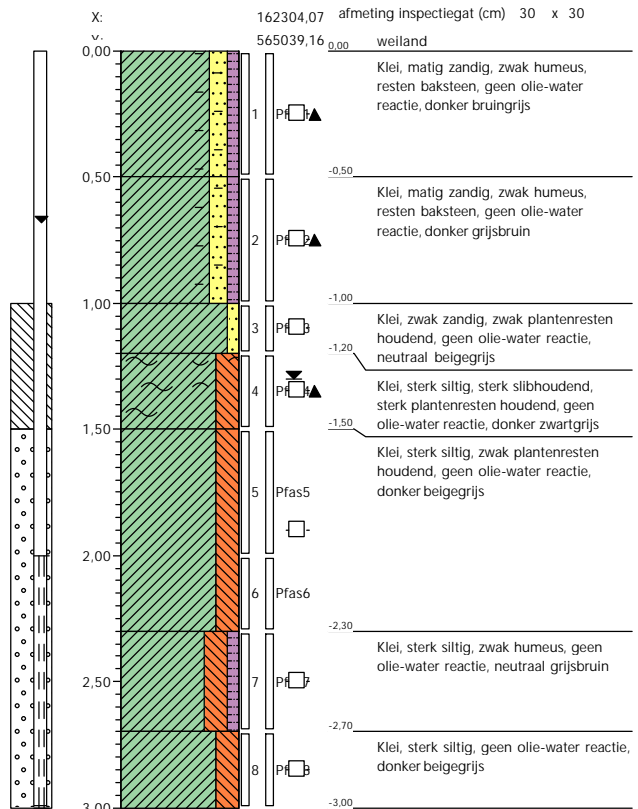 X: 162304,07 afmeting inspectiegat (cm) 30 x 30
565039,16
0,00 0,00 weiland
Klei, matig zandig, zwak humeus,
resten baksteen, geen olie-water
reactie, donker bruingrijs
1
0,50 -0,50
Klei, matig zandig, zwak humeus,
resten baksteen, geen olie-water
reactie, donker grijsbruin
2
1,00 -1,00
Klei, zwak zandig, zwak plantenresten
houdend, geen olie-water reactie,
neutraal beigegrijs
3
-1,20
Klei, sterk siltig, sterk slibhoudend,
sterk plantenresten houdend, geen
olie-water reactie, donker zwartgrijs
4
1,50 -1,50
Klei, sterk siltig, zwak plantenresten
houdend, geen olie-water reactie,
donker beigegrijs
5 Pfas5
2,00
6 Pfas6
-2,30
Klei, sterk siltig, zwak humeus, geen
olie-water reactie, neutraal grijsbruin
2,50
7
-2,70
Klei, sterk siltig, geen olie-water reactie,
donker beigegrijs
8
3,00 -3,00